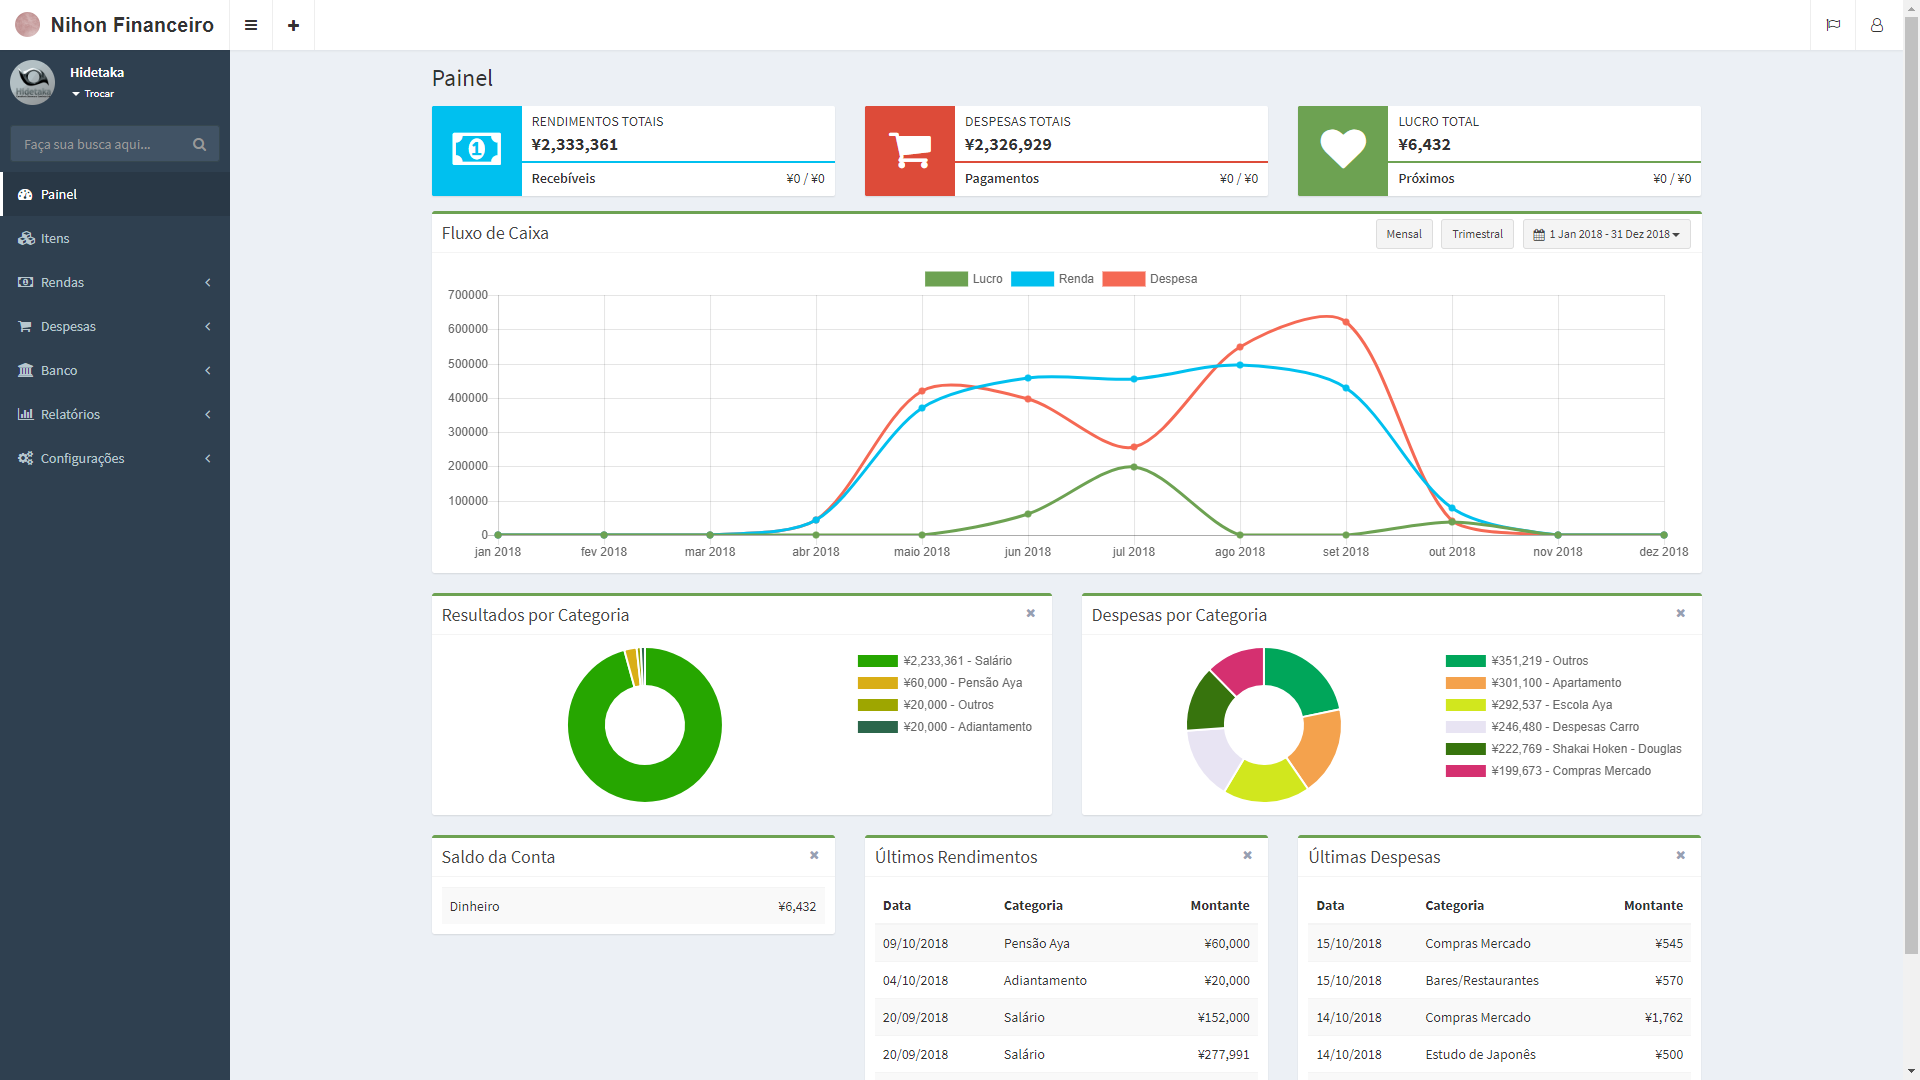 Nihon Financeiro
Hidetaka
Hidetaka
Trocar
Faça sua busca aqui...
Painel
Itens
Rendas
Despesas
Banco
Relatórios
Configurações
Painel
RENDIMENTOS TOTAIS
¥2,333,361
Recebíveis ¥0 / ¥0
DESPESAS TOTAIS
¥2,326,929
Pagamentos ¥0 / ¥0
LUCRO TOTAL
¥6,432
Próximos ¥0 / ¥0
Fluxo de Caixa
Mensal Trimestral 1 Jan 2018 - 31 Dez 2018
Lucro Renda Despesa
700000
600000
500000
400000
300000
200000
100000
0
jan 2018 fev 2018 mar 2018 abr 2018 maio 2018 jun 2018 jul 2018 ago 2018 set 2018 out 2018 nov 2018 dez 2018
Resultados por Categoria
¥2,233,361 - Salário
¥60,000 - Pensão Aya
¥20,000 - Outros
¥20,000 - Adiantamento
Despesas por Categoria
¥351,219 - Outros
¥301,100 - Apartamento
¥292,537 - Escola Aya
¥246,480 - Despesas Carro
¥222,769 - Shakai Hoken - Douglas
¥199,673 - Compras Mercado
Saldo da Conta
Dinheiro ¥6,432
Últimos Rendimentos
Data Categoria Montante
09/10/2018 Pensão Aya ¥60,000
04/10/2018 Adiantamento ¥20,000
20/09/2018 Salário ¥152,000
20/09/2018 Salário ¥277,991
Últimas Despesas
Data Categoria Montante
15/10/2018 Compras Mercado ¥545
15/10/2018 Bares/Restaurantes ¥570
14/10/2018 Compras Mercado ¥1,762
14/10/2018 Estudo de Japonês ¥500